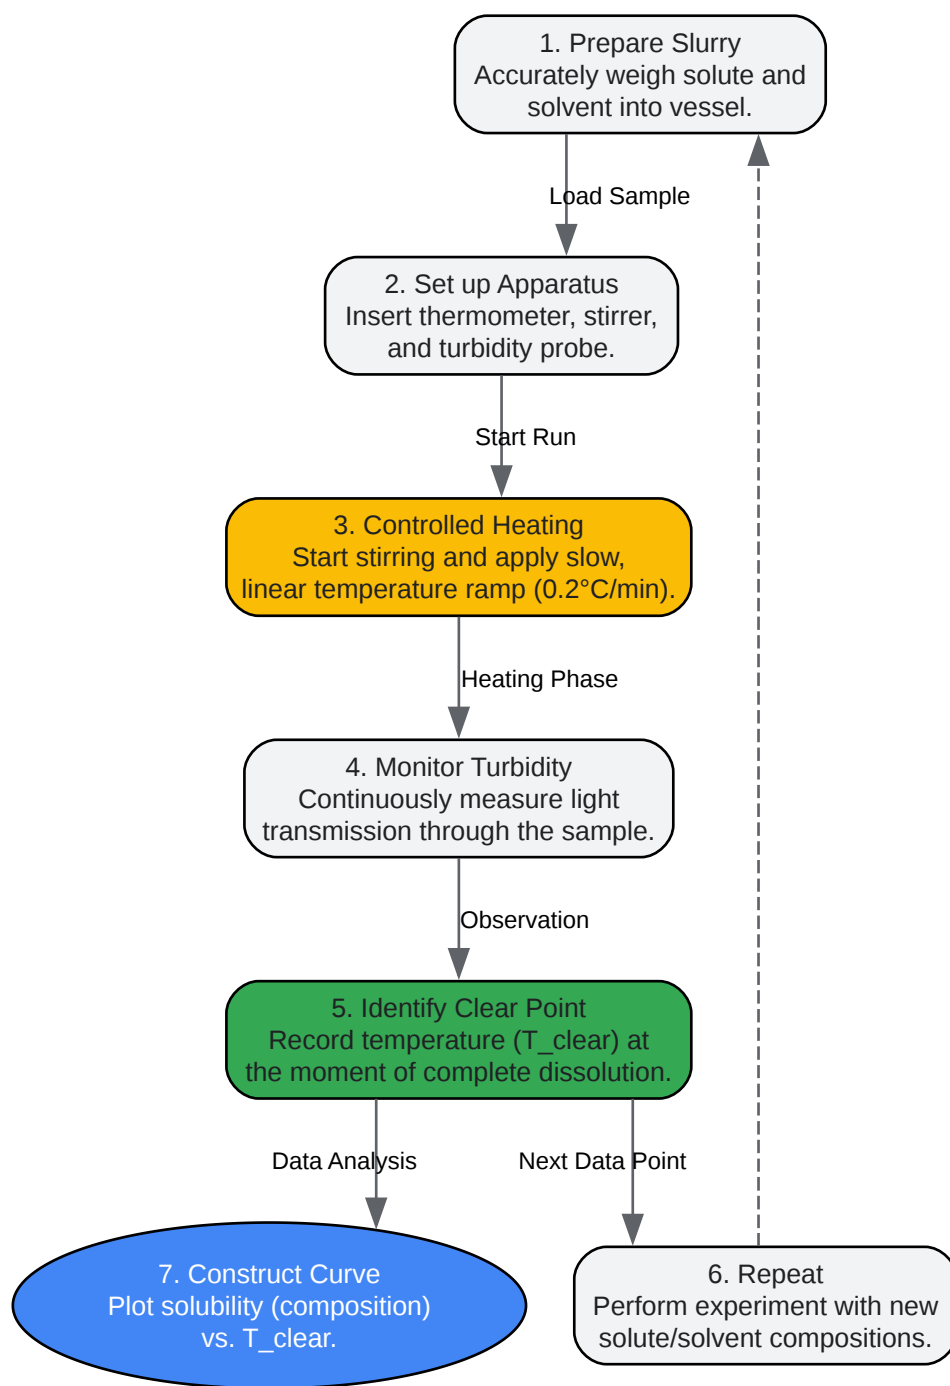 1. Prepare Slurry
Accurately weigh solute and
solvent into vessel.
Load Sample
2. Set up Apparatus
Insert thermometer, stirrer,
and turbidity probe.
Start Run
3. Controlled Heating
Start stirring and apply slow,
linear temperature ramp (0.2°C/min).
Heating Phase
4. Monitor Turbidity
Continuously measure light
transmission through the sample.
Observation
5. Identify Clear Point
Record temperature (T_clear) at
the moment of complete dissolution.
Data Analysis
Next Data Point
7. Construct Curve
Plot solubility (composition)
vs. T_clear.
6. Repeat
Perform experiment with new
solute/solvent compositions.